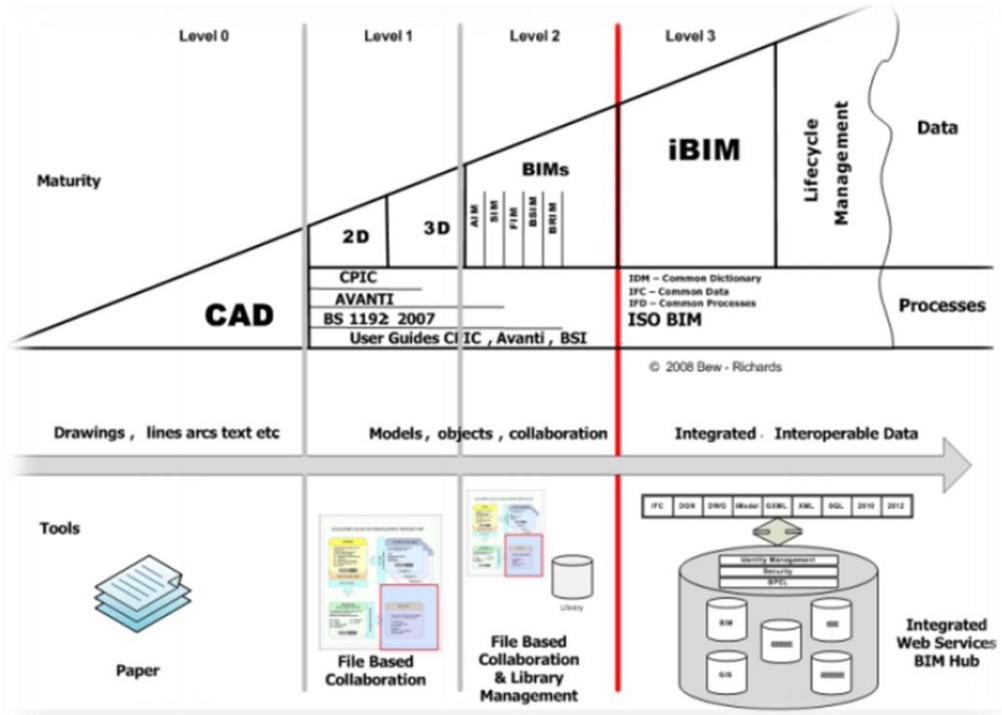 Level 0
Level 1
Level 2
Level 3
Maturity
CAD
2D
3D
BIMs
AIM
SIM
FIM
BSIM
BRIM
iBIM
Lifecycle
Management
Data
CPIC
AVANTI
BS 1192 2007
User Guides CPIC , Avanti , BSI
IDM – Common Dictionary
IFC – Common Data
IFD – Common Processes
ISO BIM
Processes
© 2008 Bew - Richards
Drawings , lines arcs text etc
Models , objects , collaboration
Integrated Interoperable Data
Tools
Paper
File Based
Collaboration
Library
File Based
Collaboration
& Library
Management
IFC DGN DWG iModel GXML XML SQL 2010 2012
Identity Management
Security
BPEL
BIM
GIS
Integrated
Web Services
BIM Hub